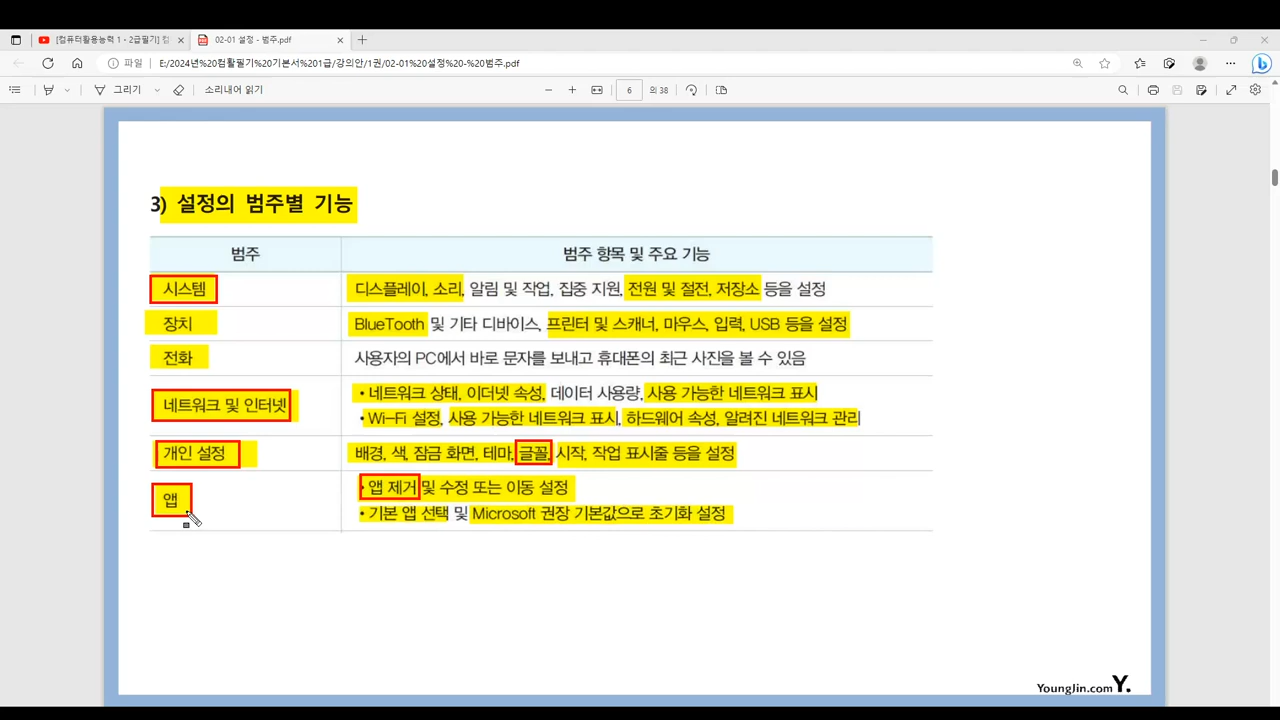 [컴퓨터활용능력 1 - 2급필기] 컴
02-01 설정 - 범주.pdf
파일
E:/2024년%20컴활필기%20기본서%201급/강의안/1권/02-01%20설정%20-%20범주.pdf
그리기
소리내어 읽기
6
의 38
3) 설정의 범주별 기능
범주
범주 항목 및 주요 기능
시스템
디스플레이, 소리, 알림 및 작업, 집중 지원, 전원 및 절전, 저장소 등을 설정
장치
BlueTooth 및 기타 디바이스, 프린터 및 스캐너, 마우스, 입력, USB 등을 설정
전화
사용자의 PC에서 바로 문자를 보내고 휴대폰의 최근 사진을 볼 수 있음
네트워크 및 인터넷
• 네트워크 상태, 이더넷 속성, 데이터 사용량, 사용 가능한 네트워크 표시
• Wi-Fi 설정, 사용 가능한 네트워크 표시, 하드웨어 속성, 알려진 네트워크 관리
개인 설정
배경, 색, 잠금 화면, 테마, 글꼴, 시작, 작업 표시줄 등을 설정
앱
• 앱 제거 및 수정 또는 이동 설정
• 기본 앱 선택 및 Microsoft 권장 기본값으로 초기화 설정
YoungJin.com Y.